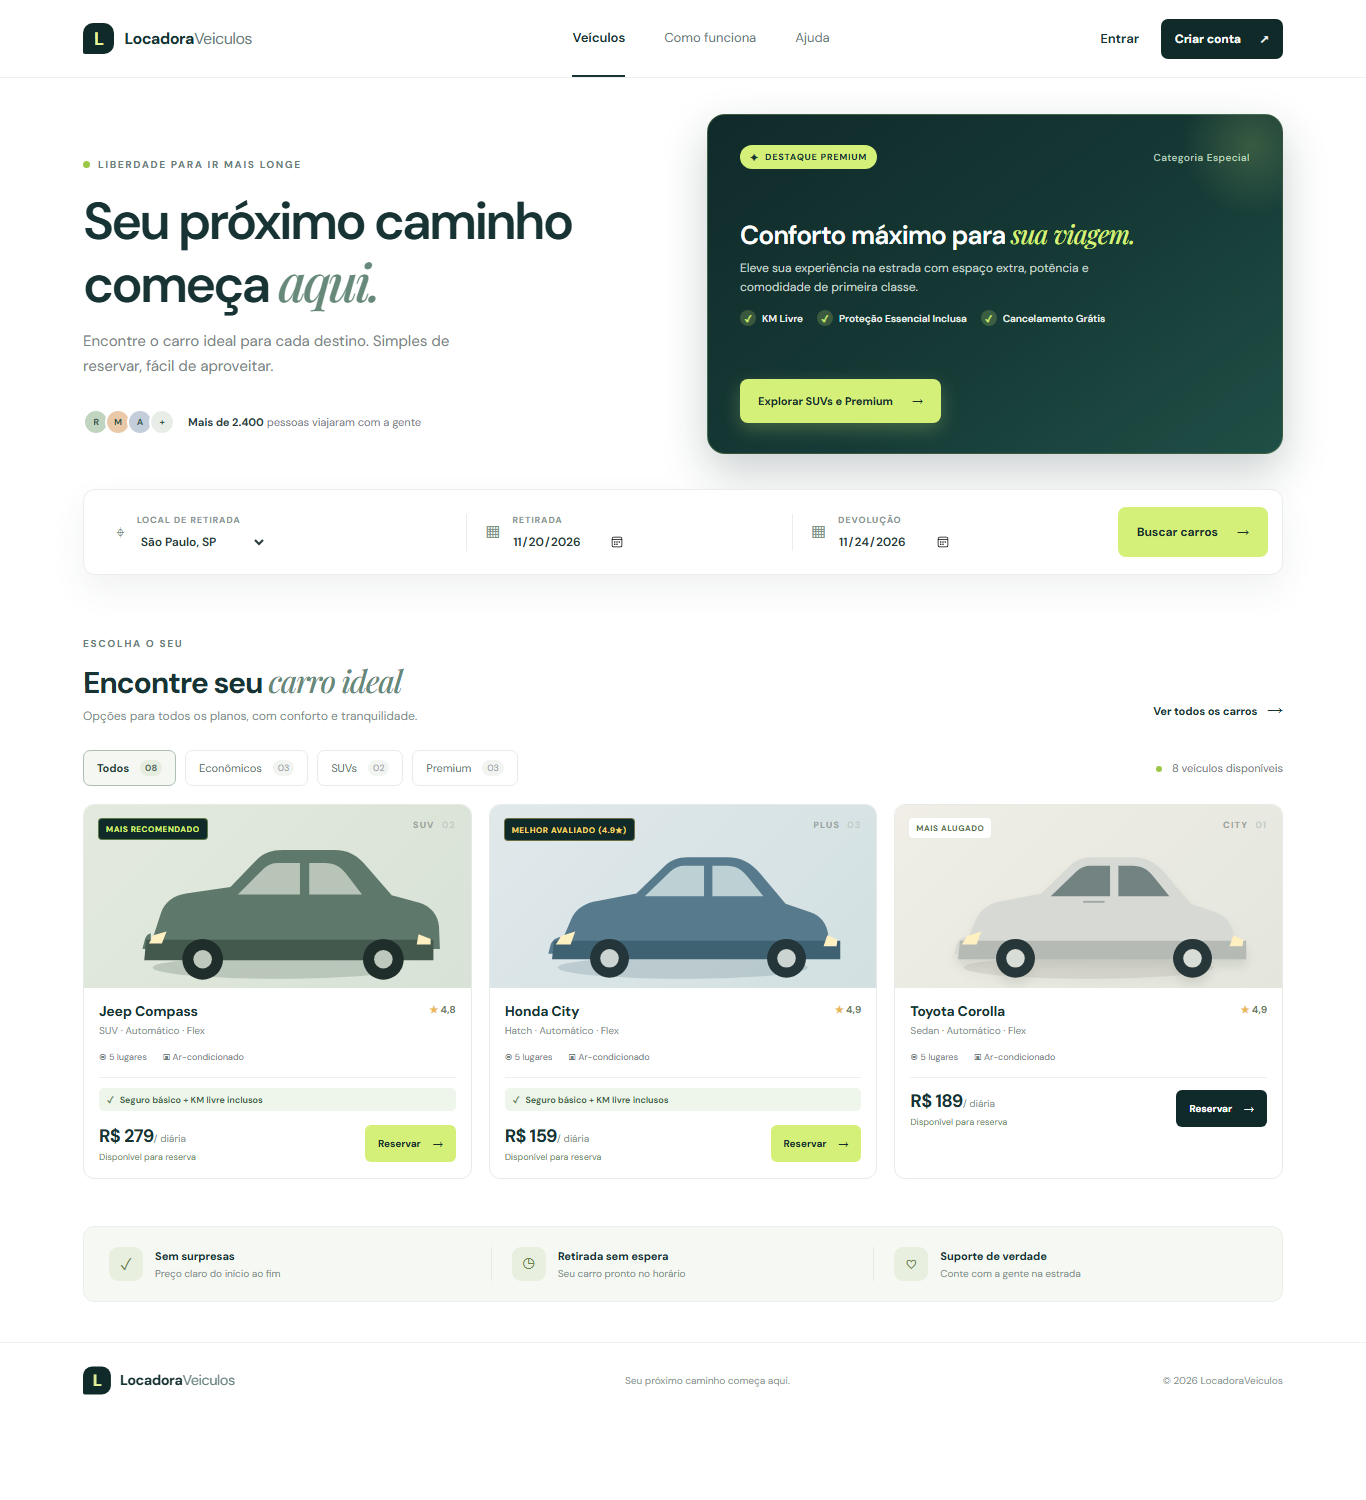 L LocadoraVeiculos
Veículos Como funciona Ajuda
Entrar Criar conta ↗
LIBERDADE PARA IR MAIS LONGE
Seu próximo caminho
começa aqui.
Encontre o carro ideal para cada destino. Simples de
reservar, fácil de aproveitar.
R M A + Mais de 2.400 pessoas viajaram com a gente
✦ DESTAQUE PREMIUM
Categoria Especial
Conforto máximo para sua viagem.
Eleve sua experiência na estrada com espaço extra, potência e
comodidade de primeira classe.
✓ KM Livre ✓ Proteção Essencial Inclusa ✓ Cancelamento Grátis
Explorar SUVs e Premium →
LOCAL DE RETIRADA
São Paulo, SP
RETIRADA
11/20/2026
DEVOLUÇÃO
11/24/2026
Buscar carros →
ESCOLHA O SEU
Encontre seu carro ideal
Opções para todos os planos, com conforto e tranquilidade.
Ver todos os carros →
Todos 08 Econômicos 03 SUVs 02 Premium 03
8 veículos disponíveis
MAIS RECOMENDADO
SUV 02
Jeep Compass ★ 4,8
SUV · Automático · Flex
5 lugares Ar-condicionado
✓ Seguro básico + KM livre inclusos
R$ 279/ diária
Disponível para reserva
Reservar →
MELHOR AVALIADO (4.9★)
PLUS 03
Honda City ★ 4,9
Hatch · Automático · Flex
5 lugares Ar-condicionado
✓ Seguro básico + KM livre inclusos
R$ 159/ diária
Disponível para reserva
Reservar →
MAIS ALUGADO
CITY 01
Toyota Corolla ★ 4,9
Sedan · Automático · Flex
5 lugares Ar-condicionado
R$ 189/ diária
Disponível para reserva
Reservar →
✓ Sem surpresas
Preço claro do início ao fim
Retirada sem espera
Seu carro pronto no horário
Suporte de verdade
Conte com a gente na estrada
L LocadoraVeiculos
Seu próximo caminho começa aqui.
© 2026 LocadoraVeiculos